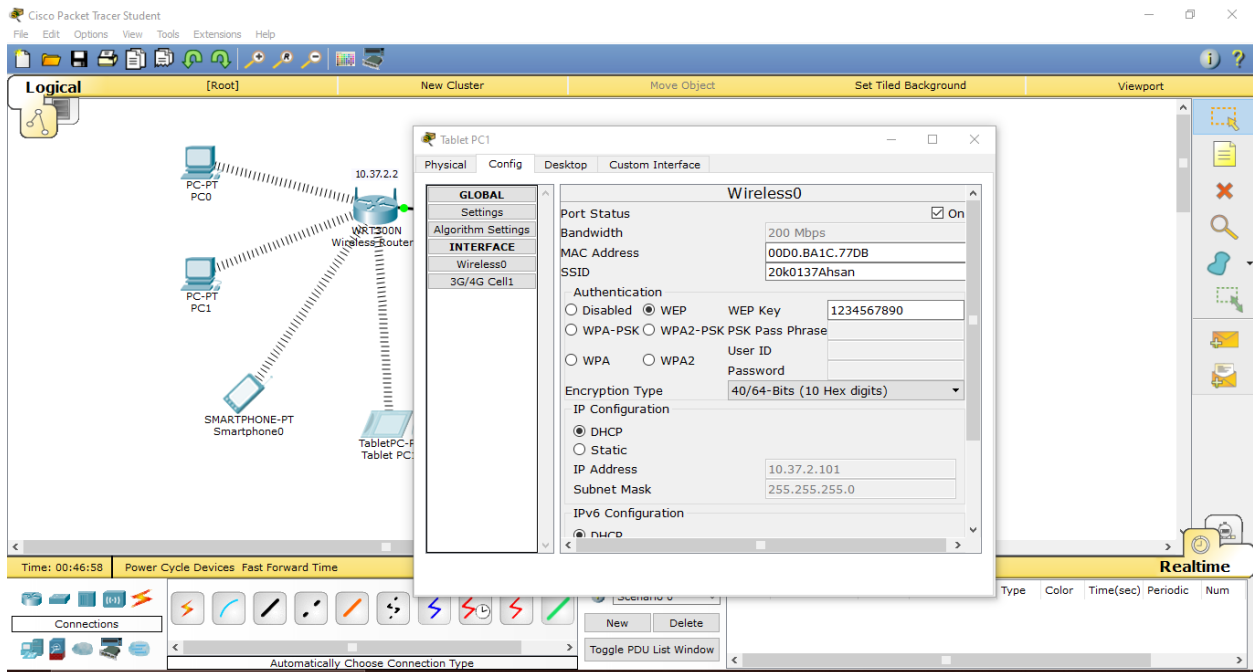 Cisco Packet Tracer Student
File Edit Options View Tools Extensions Help
Logical
[Root]
New Cluster
Move Object
Set Tiled Background
Viewport
PC-PT
PC0
10.37.2.2
WRT300N
Wireless Router
PC-PT
PC1
SMARTPHONE-PT
Smartphone0
TabletPC-P
Tablet PC
Tablet PC1
Physical Config Desktop Custom Interface
GLOBAL
Settings
Algorithm Settings
INTERFACE
Wireless0
3G/4G Cell1
Wireless0
Port Status On
Bandwidth 200 Mbps
MAC Address 00D0.BA1C.77DB
SSID 20k0137Ahsan
Authentication
Disabled WEP WEP Key 1234567890
WPA-PSK WPA2-PSK PSK Pass Phrase
WPA WPA2 User ID
Password
Encryption Type 40/64-Bits (10 Hex digits)
IP Configuration
DHCP
Static
IP Address 10.37.2.101
Subnet Mask 255.255.255.0
IPv6 Configuration
DHCP
Time: 00:46:58 Power Cycle Devices Fast Forward Time
Realtime
Connections
Automatically Choose Connection Type
Scenario 0
New Delete
Toggle PDU List Window
Type Color Time(sec) Periodic Num